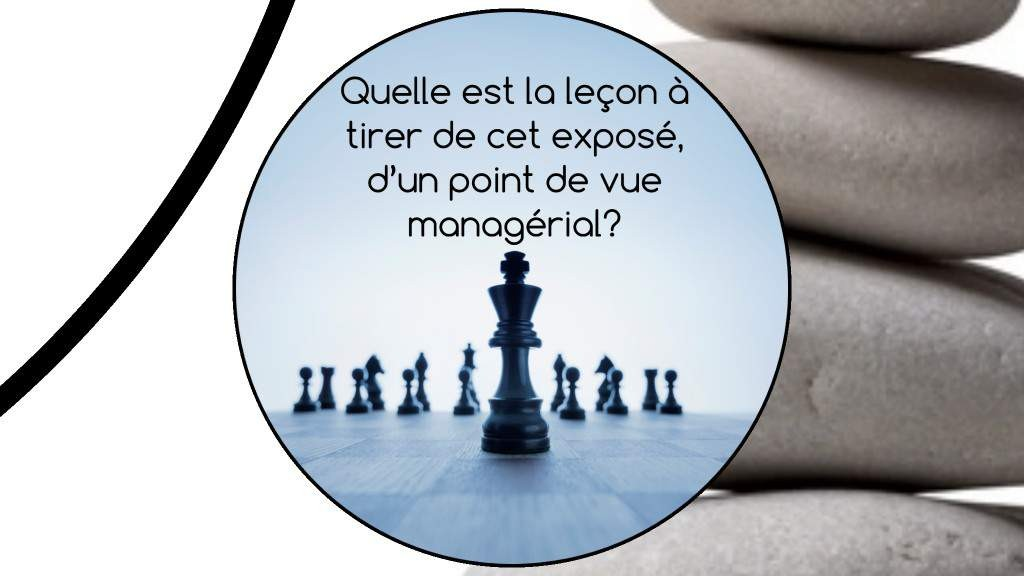 Quelle est la leçon à
tirer de cet exposé,
d'un point de vue
managérial?